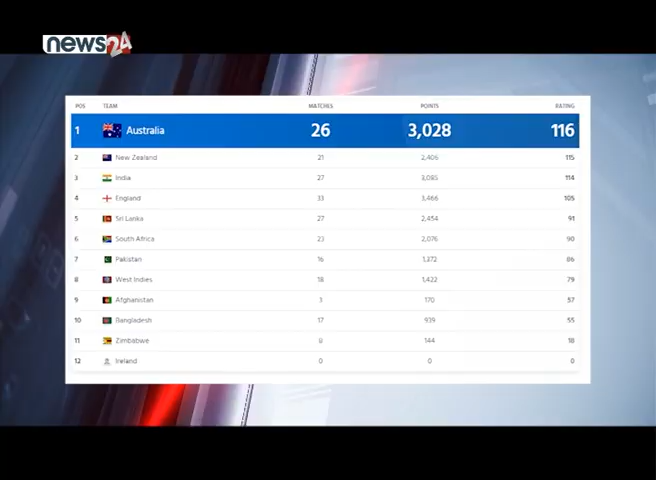 news24
POS TEAM MATCHES POINTS RATING
1 Australia 26 3,028 116
2 New Zealand 21 2,406 115
3 India 27 3,085 114
4 England 33 3,466 105
5 Sri Lanka 27 2,454 91
6 South Africa 23 2,076 90
7 Pakistan 16 1,372 86
8 West Indies 18 1,422 79
9 Afghanistan 3 170 57
10 Bangladesh 17 939 55
11 Zimbabwe 8 144 18
12 Ireland 0 0 0